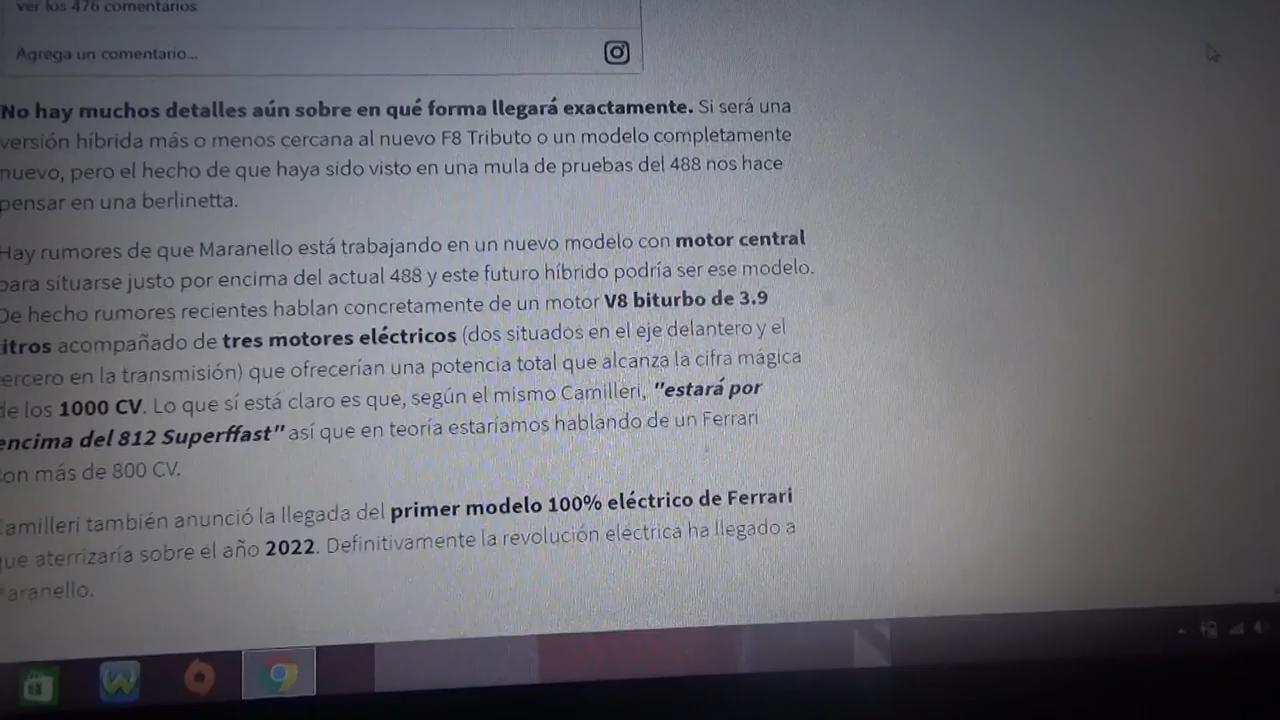 ver los 476 comentarios
Agrega un comentario...
No hay muchos detalles aún sobre en qué forma llegará exactamente. Si será una
versión híbrida más o menos cercana al nuevo F8 Tributo o un modelo completamente
nuevo, pero el hecho de que haya sido visto en una mula de pruebas del 488 nos hace
pensar en una berlinetta.
Hay rumores de que Maranello está trabajando en un nuevo modelo con motor central
para situarse justo por encima del actual 488 y este futuro híbrido podría ser ese modelo.
De hecho rumores recientes hablan concretamente de un motor V8 biturbo de 3.9
itros acompañado de tres motores eléctricos (dos situados en el eje delantero y el
ercero en la transmisión) que ofrecerían una potencia total que alcanza la cifra mágica
de los 1000 CV. Lo que sí está claro es que, según el mismo Camilleri, "estará por
encima del 812 Superffast" así que en teoría estaríamos hablando de un Ferrari
on más de 800 CV.
amilleri también anunció la llegada del primer modelo 100% eléctrico de Ferrari
que aterrizaría sobre el año 2022. Definitivamente la revolución eléctrica ha llegado a
aranello.